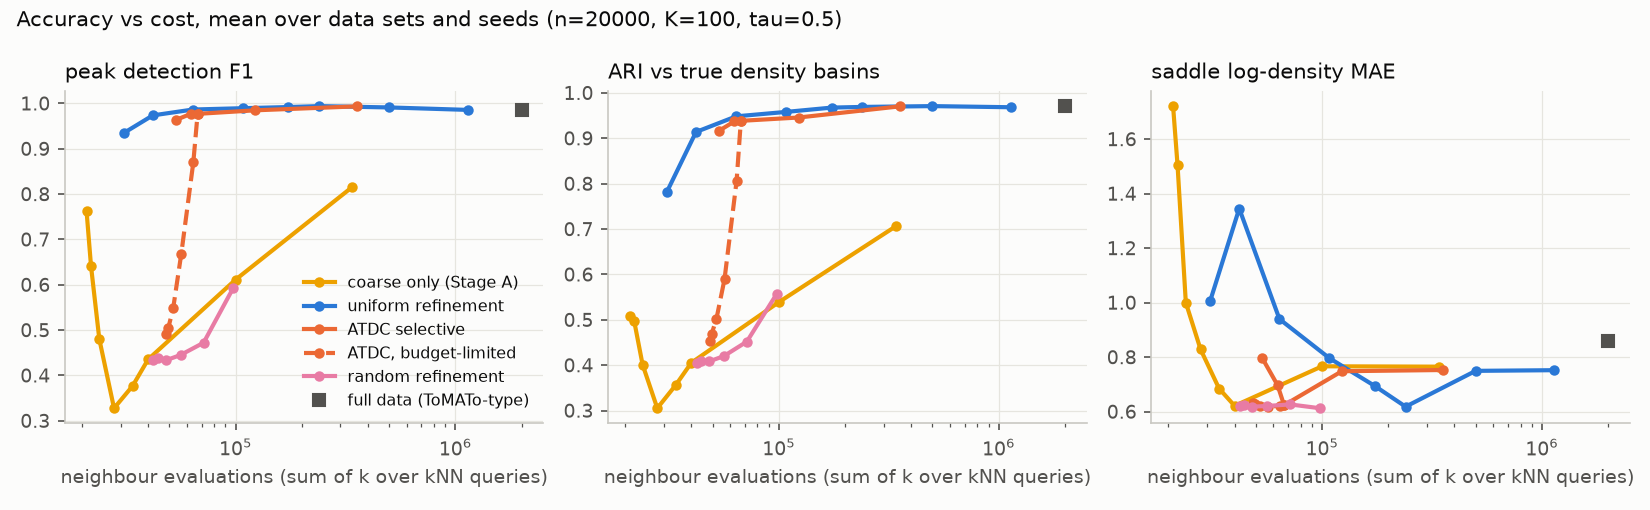 Accuracy vs cost, mean over data sets and seeds (n=20000, K=100, tau=0.5)
peak detection F1
1.0
0.9
0.8
0.7
0.6
0.5
0.4
0.3
10⁵
10⁶
neighbour evaluations (sum of k over kNN queries)
coarse only (Stage A)
uniform refinement
ATDC selective
ATDC, budget-limited
random refinement
full data (ToMATo-type)
ARI vs true density basins
1.0
0.9
0.8
0.7
0.6
0.5
0.4
0.3
10⁵
10⁶
neighbour evaluations (sum of k over kNN queries)
saddle log-density MAE
1.6
1.4
1.2
1.0
0.8
0.6
10⁵
10⁶
neighbour evaluations (sum of k over kNN queries)